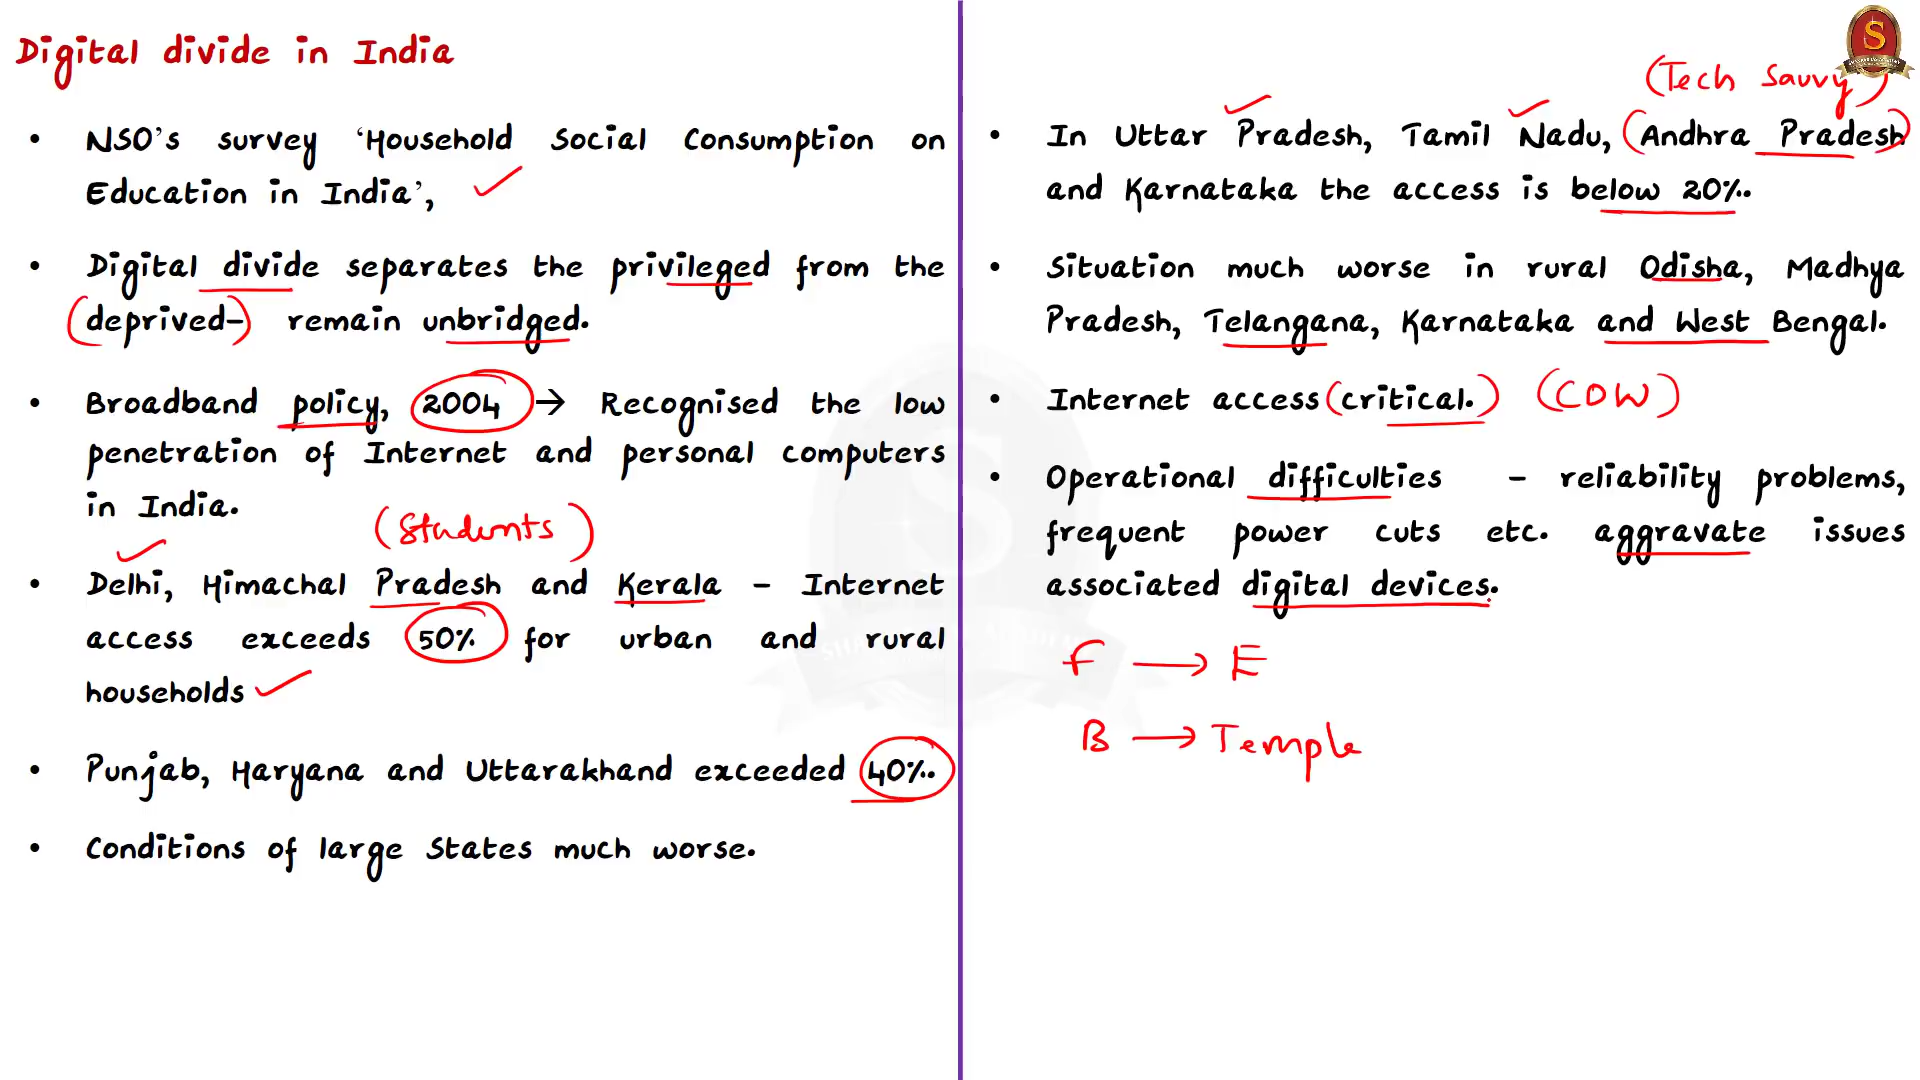 Digital divide in India
• NSO's survey 'Household Social Consumption on
Education in India',
• Digital divide separates the privileged from the
(deprived-) remain unbridged.
• Broadband policy, 2004 → Recognised the low
penetration of Internet and personal computers
in India.
(Students)
• Delhi, Himachal Pradesh and Kerala - Internet
access exceeds 50% for urban and rural
households
• Punjab, Haryana and Uttarakhand exceeded 40%.
• Conditions of large States much worse.
S
(Tech Savvy)
• In Uttar Pradesh, Tamil Nadu, (Andhra Pradesh)
and Karnataka the access is below 20%.
• Situation much worse in rural Odisha, Madhya
Pradesh, Telangana, Karnataka and West Bengal.
• Internet access (critical.) (CDW)
• Operational difficulties - reliability problems,
frequent power cuts etc. aggravate issues
associated digital devices.
F → E
B → Temple